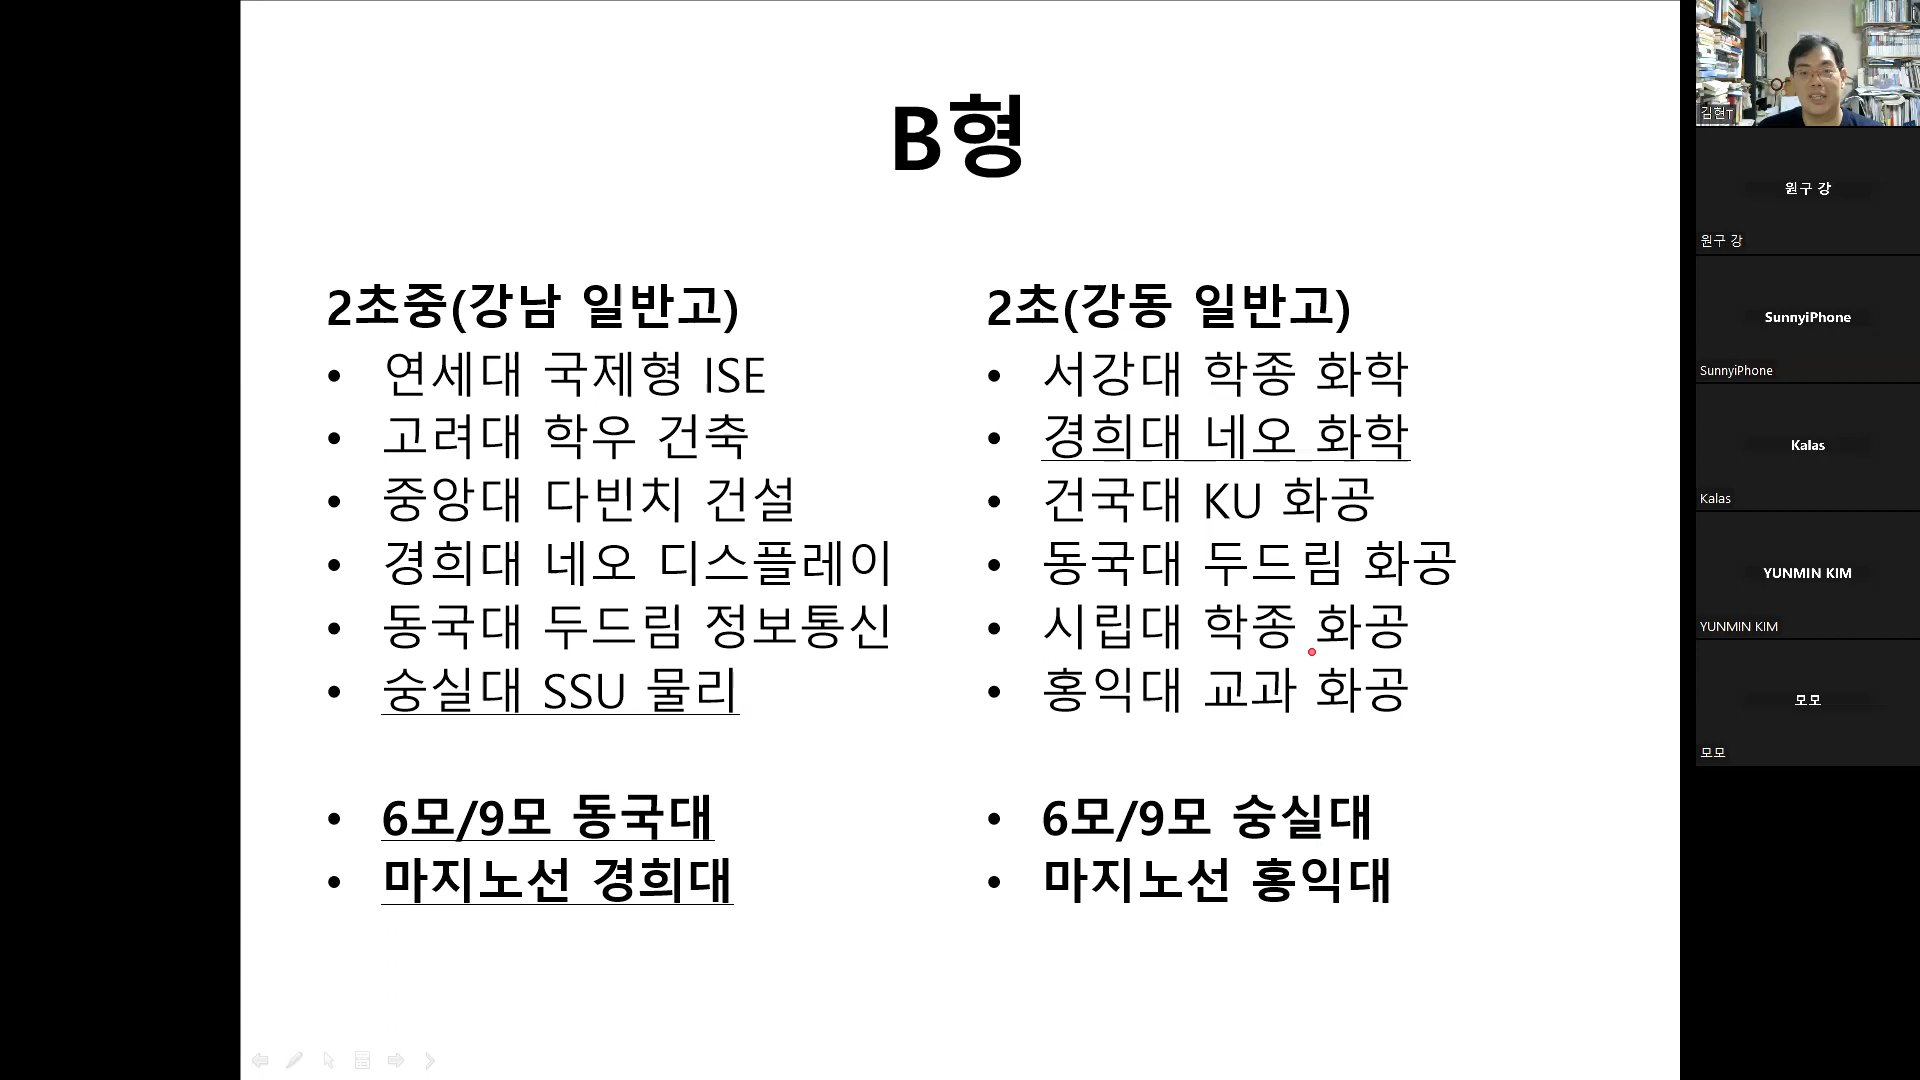 B형
2초중(강남 일반고)
• 연세대 국제형 ISE
• 고려대 학우 건축
• 중앙대 다빈치 건설
• 경희대 네오 디스플레이
• 동국대 두드림 정보통신
• 숭실대 SSU 물리
• 6모/9모 동국대
• 마지노선 경희대
2초(강동 일반고)
• 서강대 학종 화학
• 경희대 네오 화학
• 건국대 KU 화공
• 동국대 두드림 화공
• 시립대 학종 화공
• 홍익대 교과 화공
• 6모/9모 숭실대
• 마지노선 홍익대
김현T
원구 강
원구 강
SunnyiPhone
SunnyiPhone
Kalas
Kalas
YUNMIN KIM
YUNMIN KIM
모모
모모